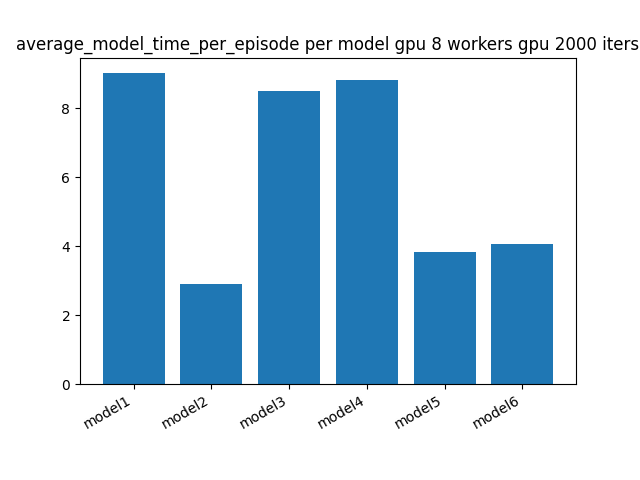 average_model_time_per_episode per model gpu 8 workers gpu 2000 iters
8
6
4
2
0
model1
model2
model3
model4
model5
model6